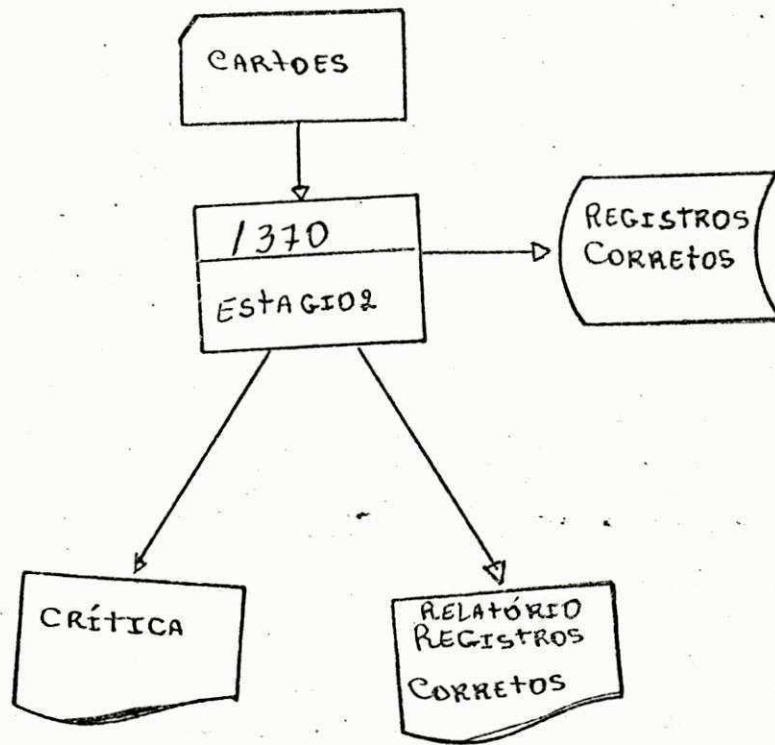 CARtOES
/370
EStAGIO2
REGIStROS
CORREtOS
CRÍtICA
RELAtÓRIO
REGIStROS
CORREtOS